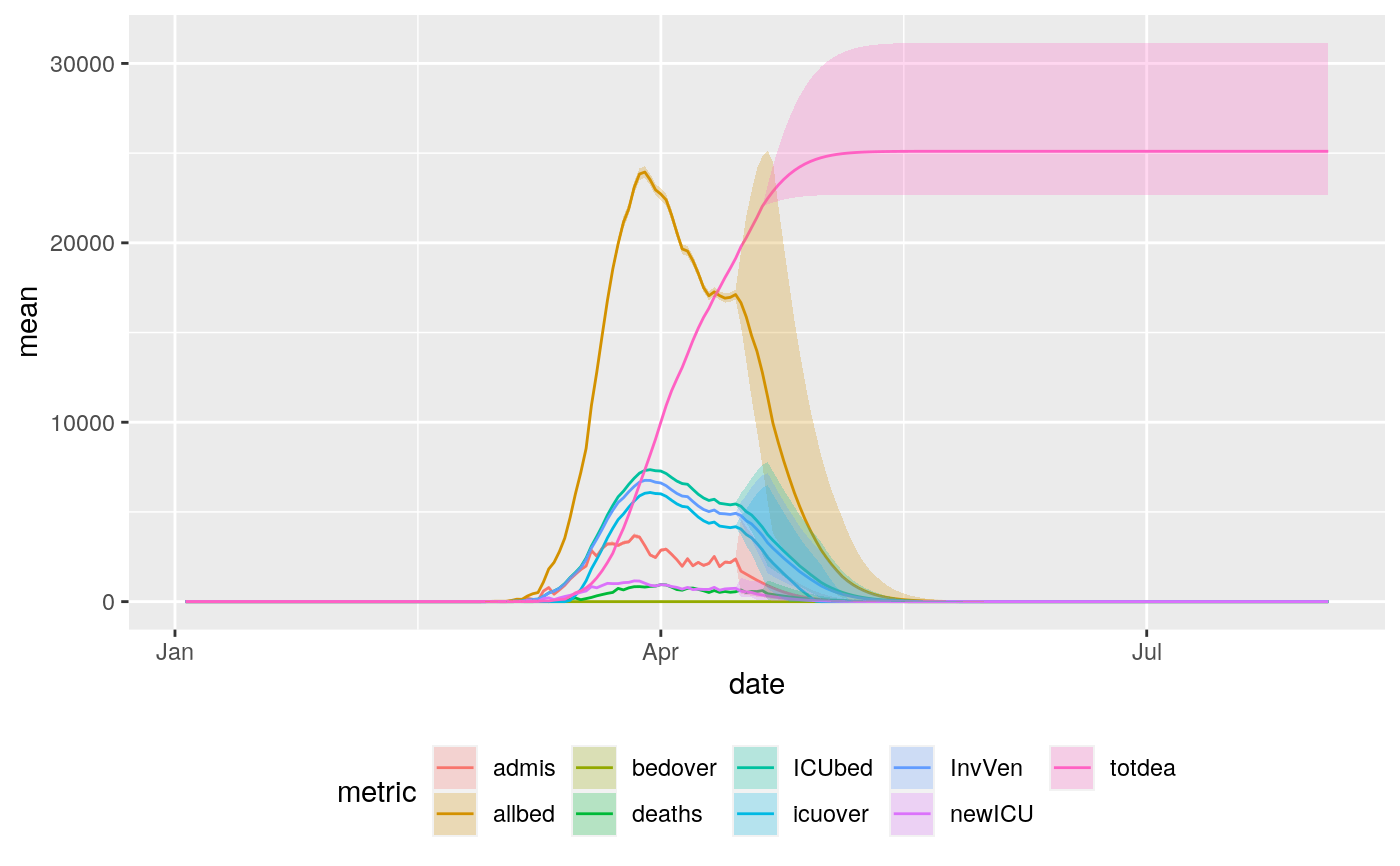 30000
20000
mean
10000
0
Jan Apr Jul
date
metric
admis bedover ICUbed InvVen totdea
allbed deaths icuover newICU